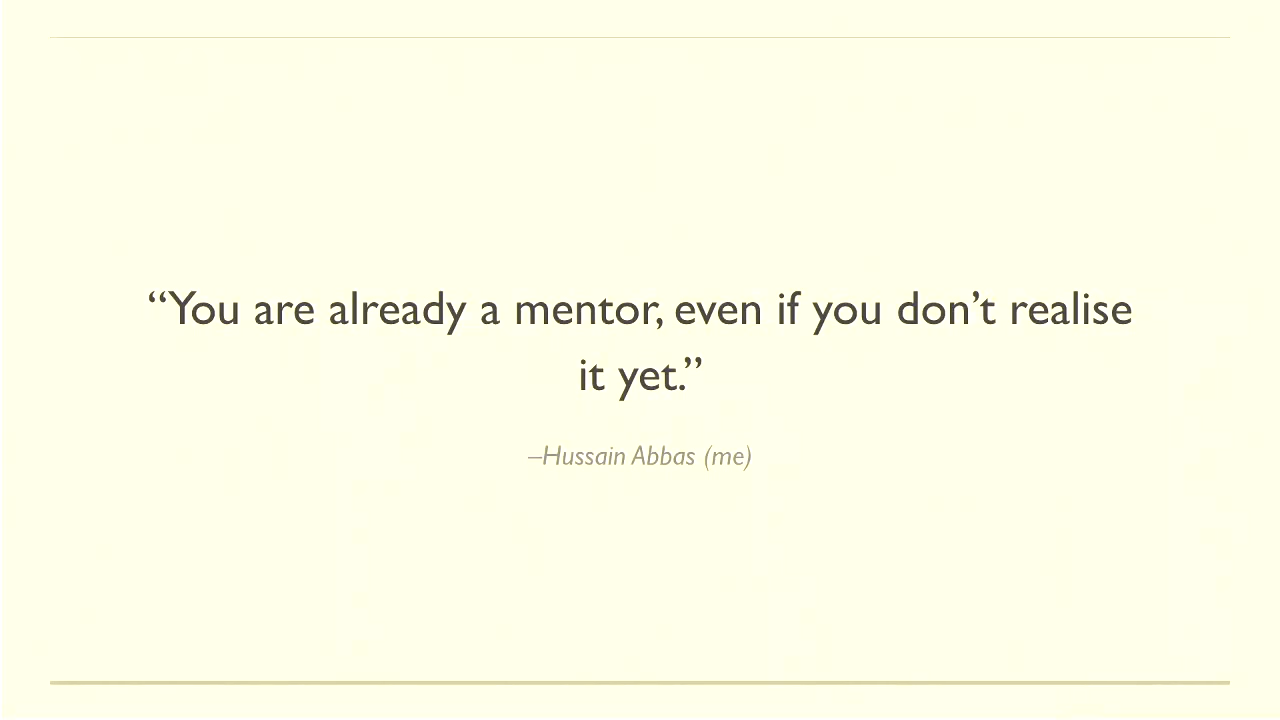 “You are already a mentor, even if you don’t realise
it yet.”
–Hussain Abbas (me)